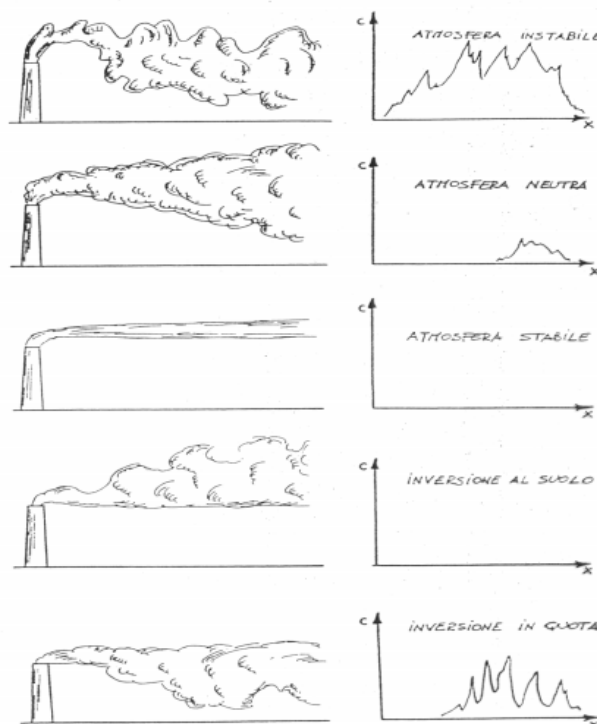 C
ATMOSFERA INSTABILE
X
C
ATMOSFERA NEUTRA
X
C
ATMOSFERA STABILE
X
C
INVERSIONE AL SUOLO
X
C
INVERSIONE IN QUOTA
X